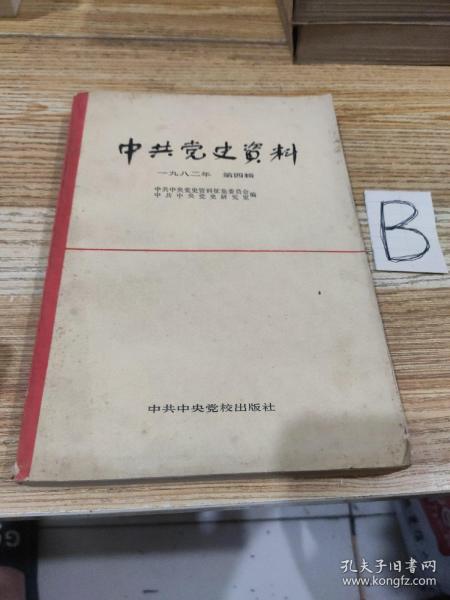 中共党史资料
一九八二年 第四辑
中共中央党史资料征集委员会
中共中央党史研究室编
中共中央党校出版社
B
孔夫子旧书网
www.kongfz.com